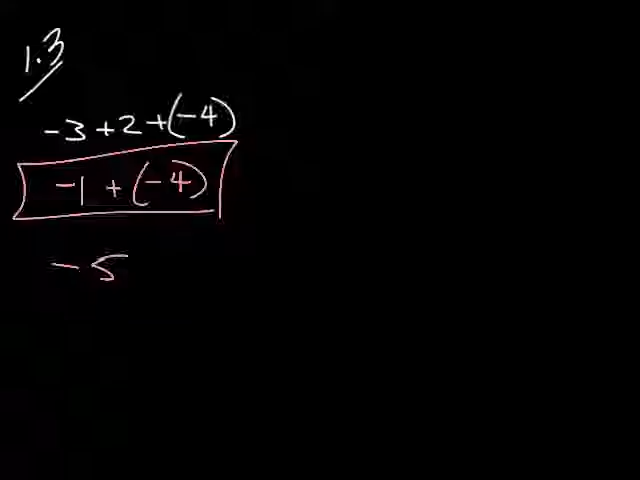 1.3
-3 + 2 + (-4)
-1 + (-4)
-5